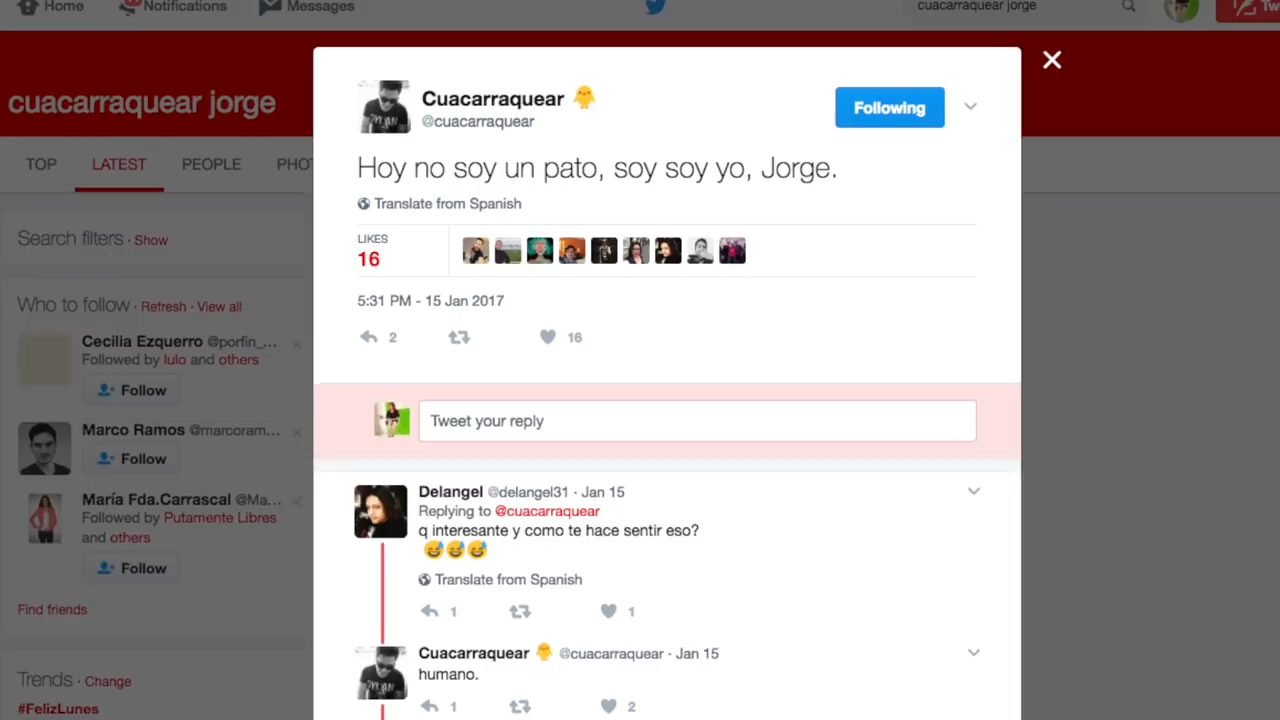 Home
Notifications
Messages
cuacarraquear jorge
cuacarraquear jorge
TOP
LATEST
PEOPLE
Search filters · Show
Who to follow · Refresh · View all
Cecilia Ezquerro @porfin_...
Followed by lulo and others
Follow
Marco Ramos @marcoram...
Follow
María Fda.Carrascal @Ma...
Followed by Putamente Libres
and others
Follow
Find friends
Trends · Change
#FelizLunes
Cuacarraquear
@cuacarraquear
Following
Hoy no soy un pato, soy soy yo, Jorge.
Translate from Spanish
LIKES
16
5:31 PM - 15 Jan 2017
2
16
Tweet your reply
Delangel @delangel31 · Jan 15
Replying to @cuacarraquear
q interesante y como te hace sentir eso?
Translate from Spanish
1
1
Cuacarraquear @cuacarraquear · Jan 15
humano.
1
2